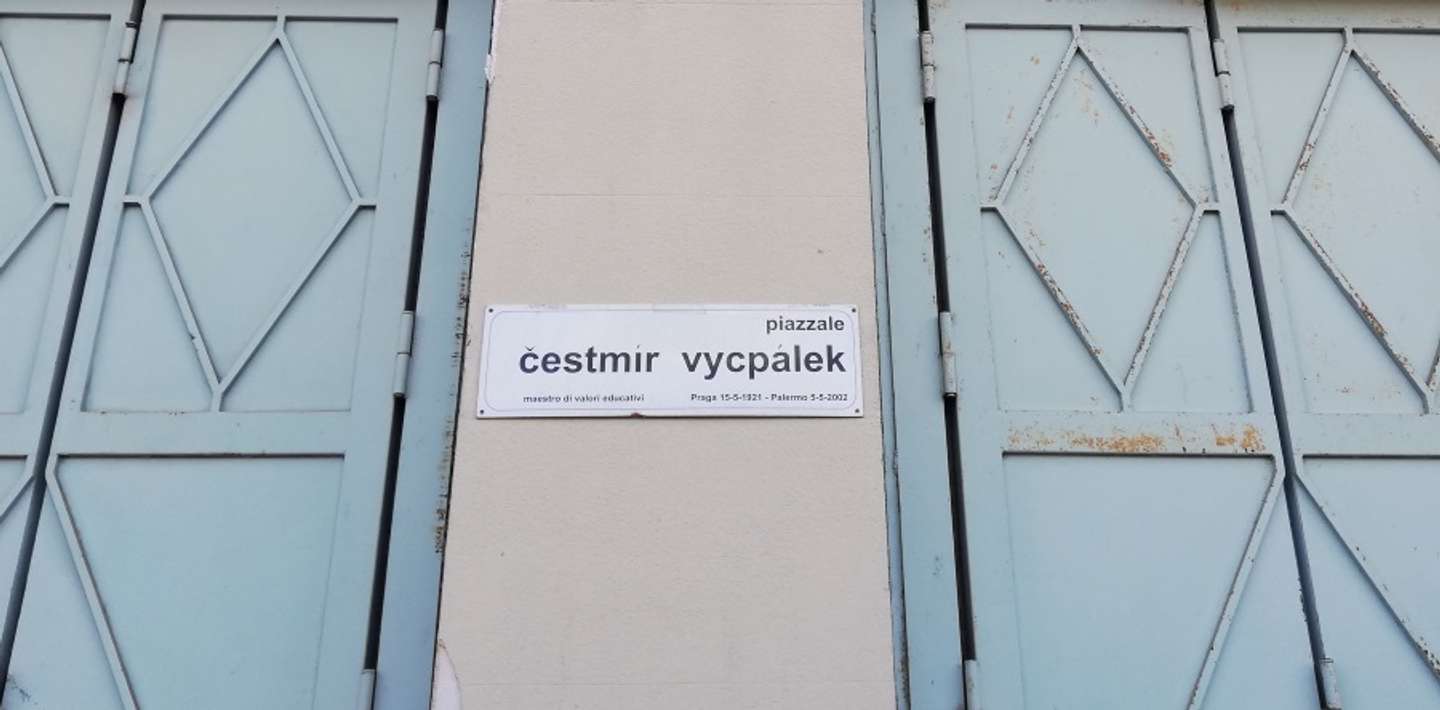 piazzale
čestmír vycpálek
maestro di valori educativi Praga 15-5-1921 - Palermo 5-5-2002